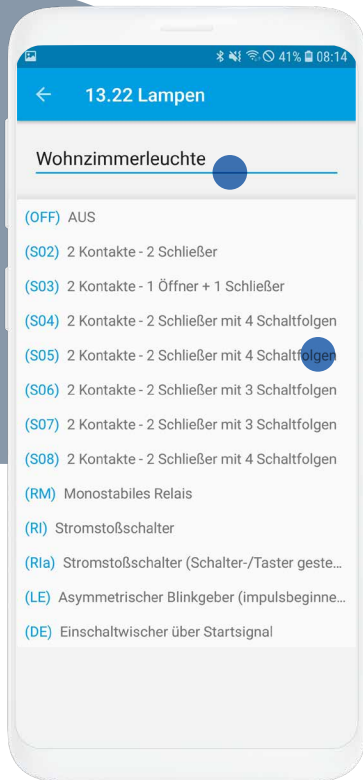 41% 08:14
13.22 Lampen
Wohnzimmerleuchte
(OFF) AUS
(S02) 2 Kontakte - 2 Schließer
(S03) 2 Kontakte - 1 Öffner + 1 Schließer
(S04) 2 Kontakte - 2 Schließer mit 4 Schaltfolgen
(S05) 2 Kontakte - 2 Schließer mit 4 Schaltfolgen
(S06) 2 Kontakte - 2 Schließer mit 3 Schaltfolgen
(S07) 2 Kontakte - 2 Schließer mit 3 Schaltfolgen
(S08) 2 Kontakte - 2 Schließer mit 4 Schaltfolgen
(RM) Monostabiles Relais
(RI) Stromstoßschalter
(RIa) Stromstoßschalter (Schalter-/Taster geste...
(LE) Asymmetrischer Blinkgeber (impulsbeginne...
(DE) Einschaltwischer über Startsignal